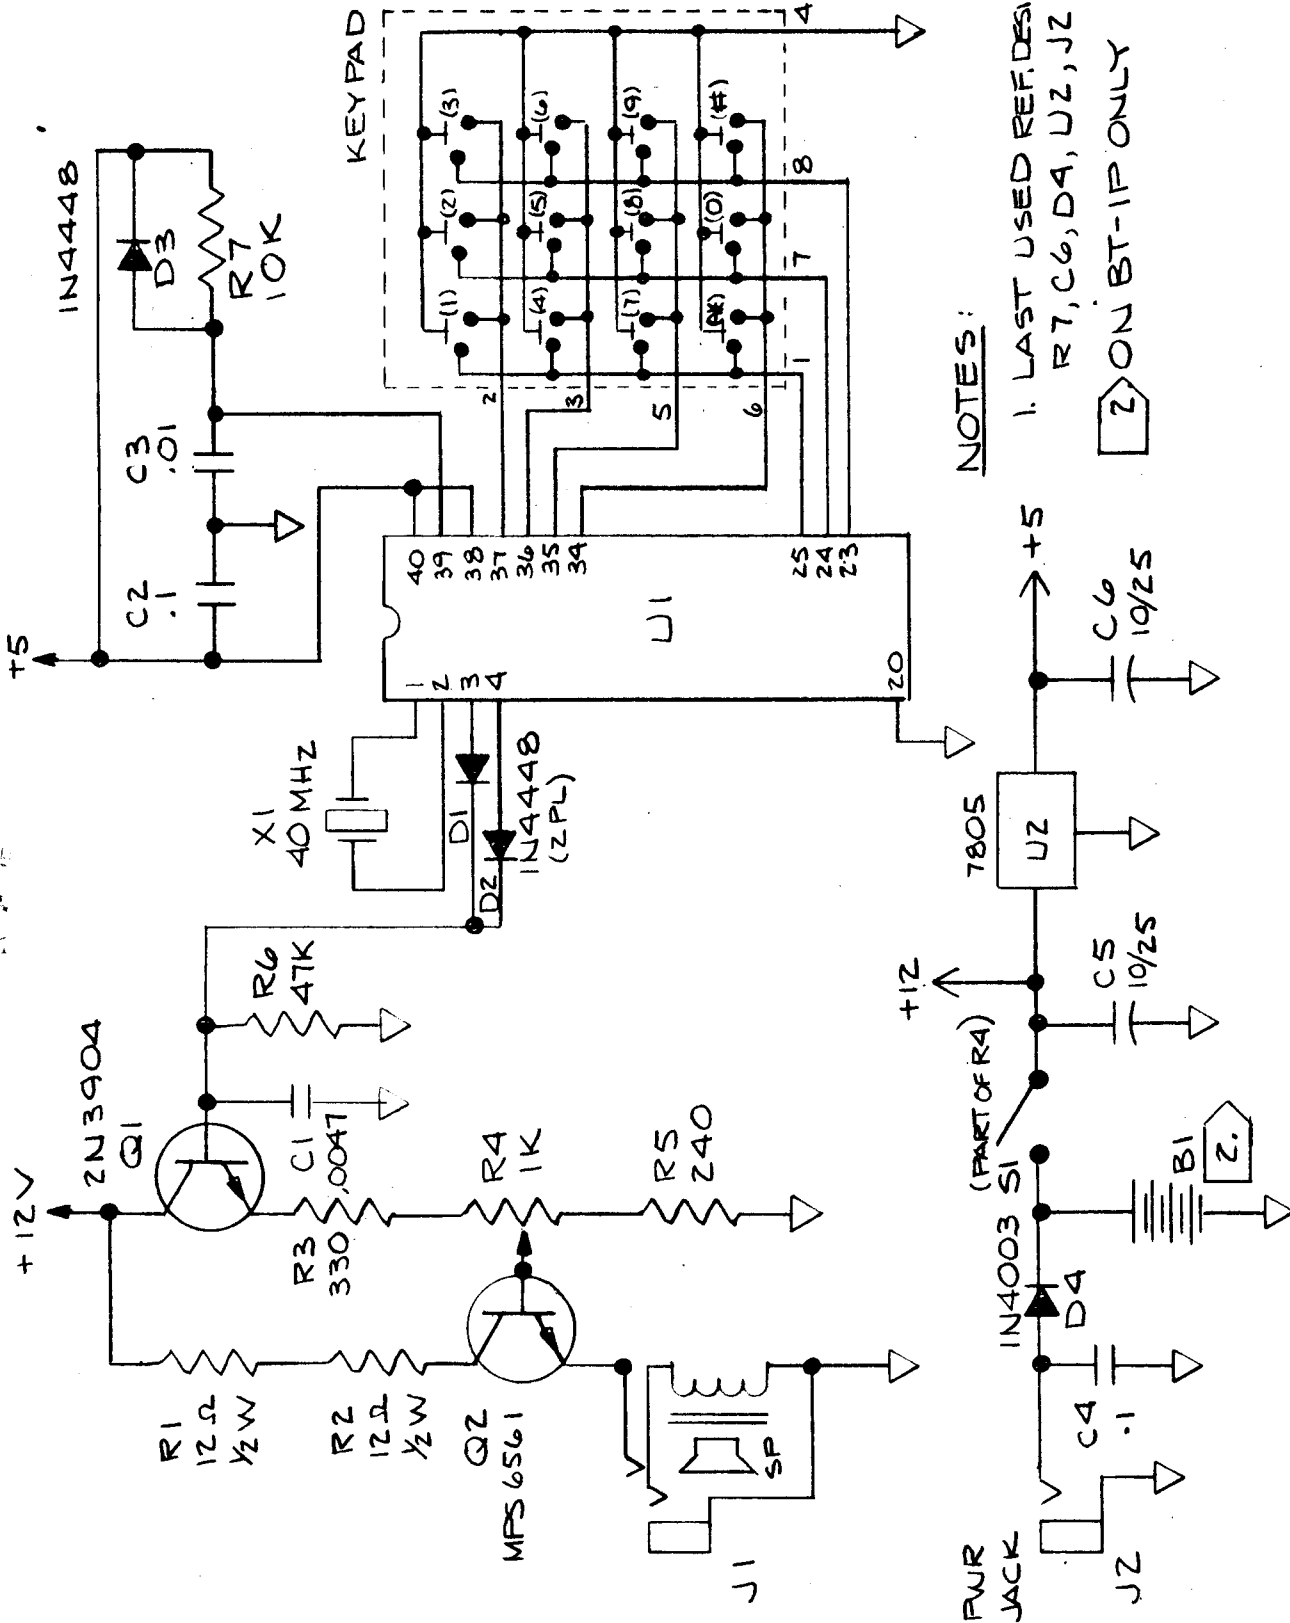 +12V
2N3904
Q1
R1
12Ω
½W
R2
12Ω
½W
Q2
MPS6561
R3
330
C1
.0047
R6
47K
R4
1K
R5
240
J1
SP
+5
C2
.1
C3
.01
1N4448
D3
R7
10K
X1
40MHZ
D1
D2
1N4448
(2PL)
1
2
3
4
20
U1
40
39
38
37
36
35
34
25
24
23
KEYPAD
(1)
(2)
(3)
(4)
(5)
(6)
(7)
(8)
(9)
(*)
(0)
(#)
2
3
5
6
1
7
8
4
PWR
JACK
J2
C4
.1
1N4003
D4
S1
(PART OF R4)
B1
2.
+12
C5
10/25
7805
U2
+5
C6
10/25
NOTES:
1. LAST USED REF. DESI
R7, C6, D4, U2, J2
2. ON BT-1P ONLY